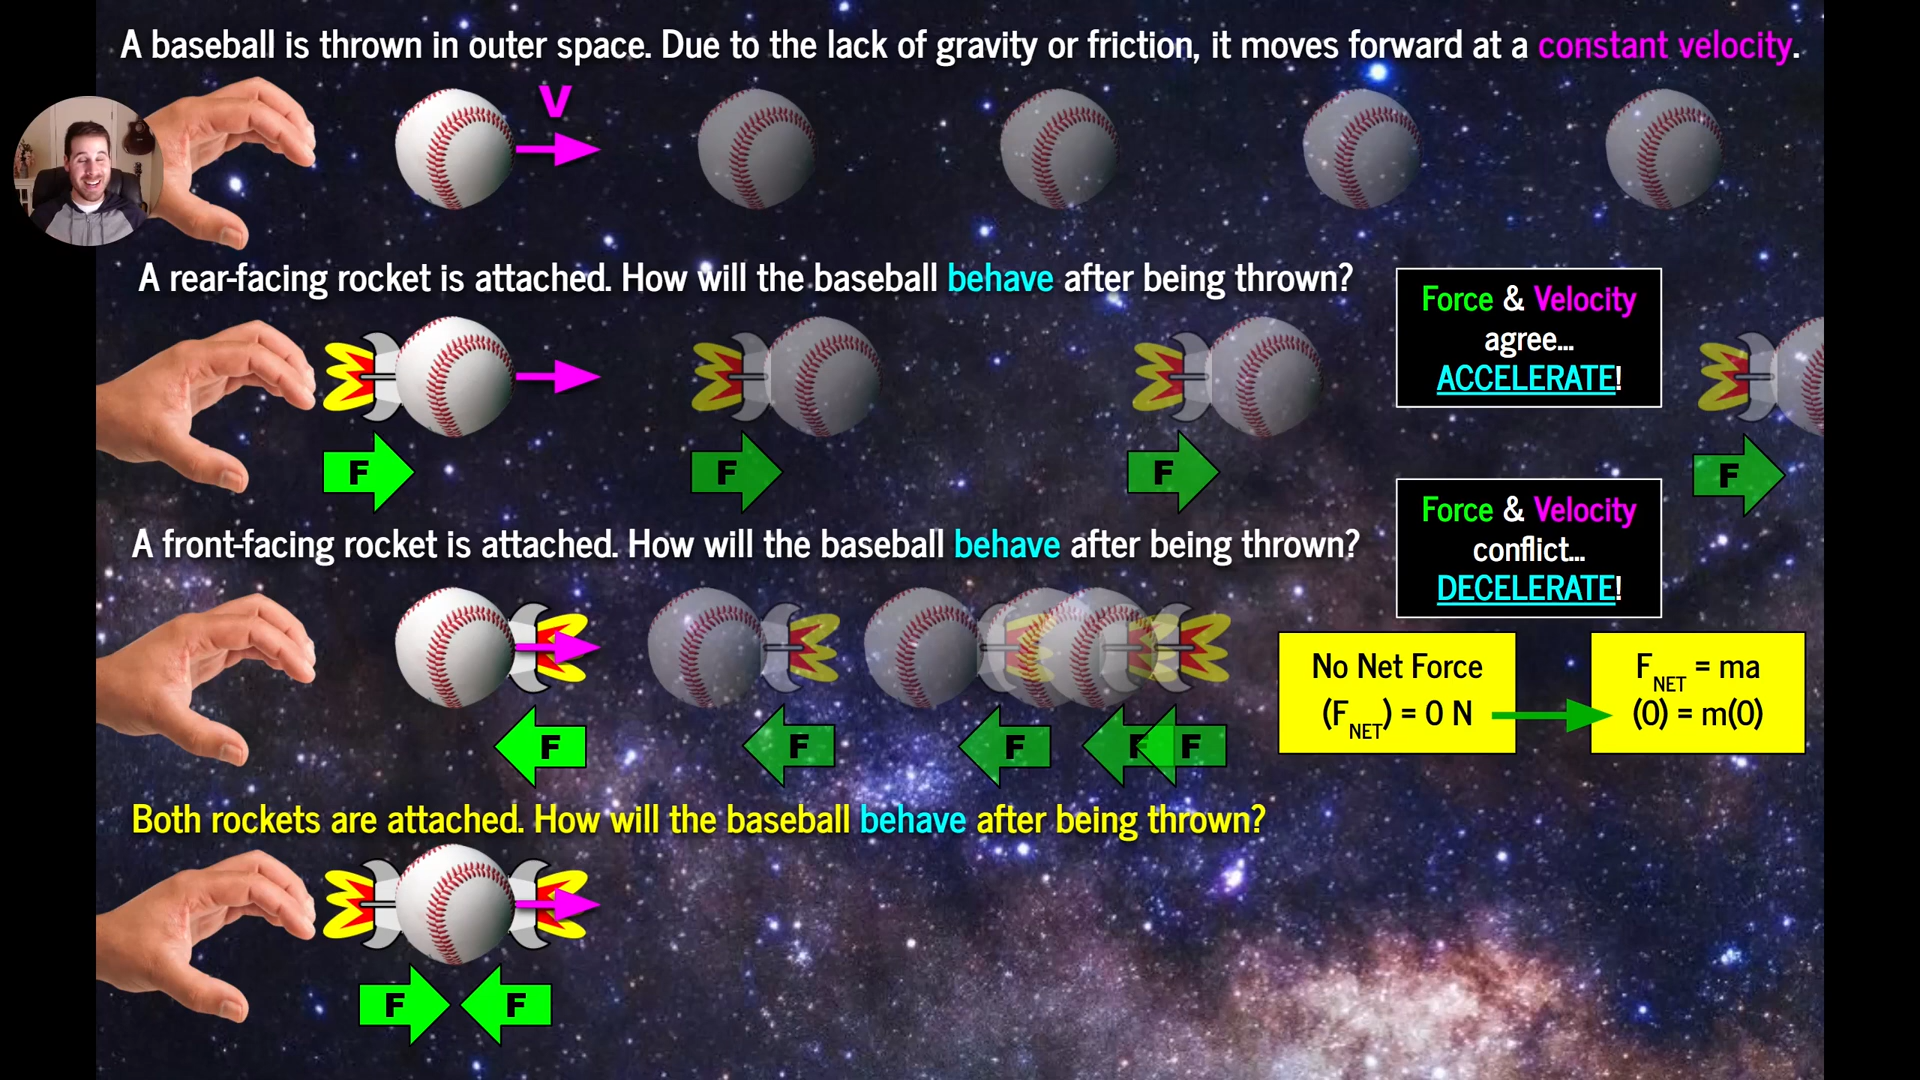 A baseball is thrown in outer space. Due to the lack of gravity or friction, it moves forward at a constant velocity.
V
A rear-facing rocket is attached. How will the baseball behave after being thrown?
Force & Velocity
agree...
ACCELERATE!
F
F
F
F
A front-facing rocket is attached. How will the baseball behave after being thrown?
Force & Velocity
conflict...
DECELERATE!
F
F
F
F
F
No Net Force
(FNET) = 0 N
FNET = ma
(0) = m(0)
Both rockets are attached. How will the baseball behave after being thrown?
F
F